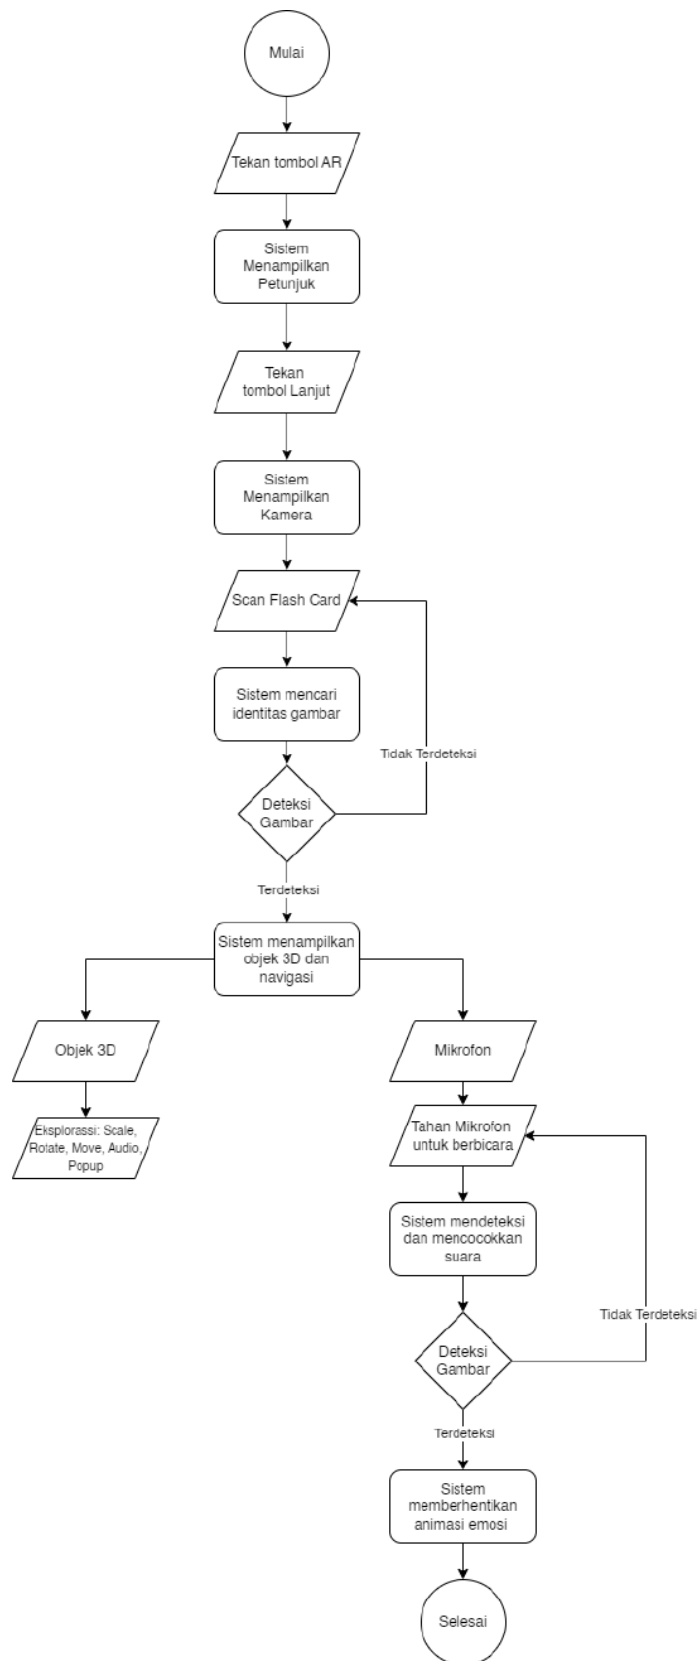 Mulai
Tekan tombol AR
Sistem
Menampilkan
Petunjuk
Tekan
tombol Lanjut
Sistem
Menampilkan
Kamera
Scan Flash Card
Sistem mencari
identitas gambar
Tidak Terdeteksi
Deteksi
Gambar
Terdeteksi
Sistem menampilkan
objek 3D dan
navigasi
Objek 3D
Eksplorassi: Scale,
Rotate, Move, Audio,
Popup
Mikrofon
Tahan Mikrofon
untuk berbicara
Sistem mendeteksi
dan mencocokkan
suara
Tidak Terdeteksi
Deteksi
Gambar
Terdeteksi
Sistem
memberhentikan
animasi emosi
Selesai